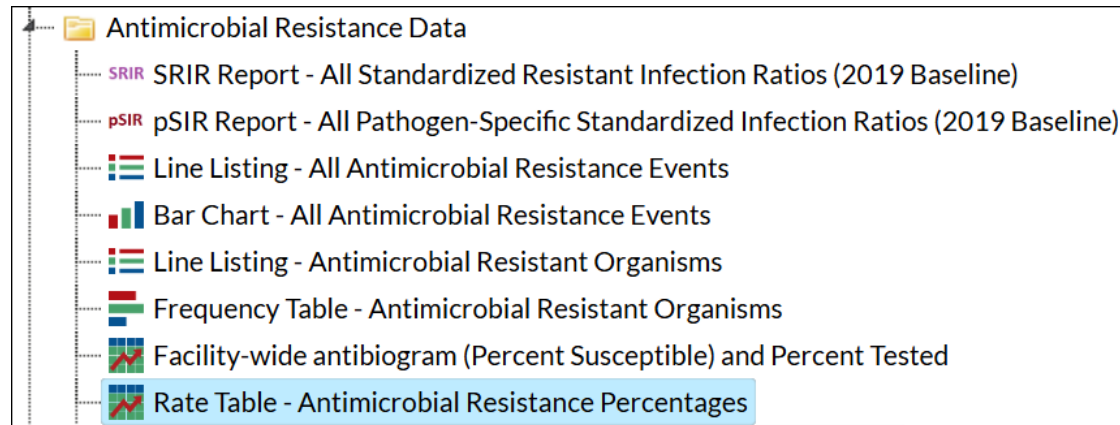 Antimicrobial Resistance Data
SRIR SRIR Report - All Standardized Resistant Infection Ratios (2019 Baseline)
pSIR pSIR Report - All Pathogen-Specific Standardized Infection Ratios (2019 Baseline)
Line Listing - All Antimicrobial Resistance Events
Bar Chart - All Antimicrobial Resistance Events
Line Listing - Antimicrobial Resistant Organisms
Frequency Table - Antimicrobial Resistant Organisms
Facility-wide antibiogram (Percent Susceptible) and Percent Tested
Rate Table - Antimicrobial Resistance Percentages